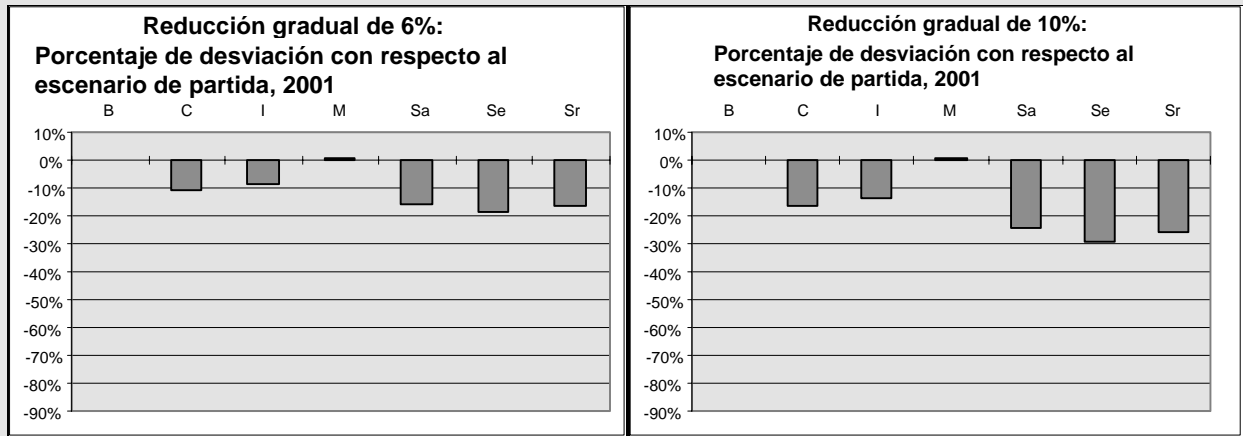 Reducción gradual de 6%:
Porcentaje de desviación con respecto al
escenario de partida, 2001
B C I M Sa Se Sr
10%
0%
-10%
-20%
-30%
-40%
-50%
-60%
-70%
-80%
-90%
Reducción gradual de 10%:
Porcentaje de desviación con respecto al
escenario de partida, 2001
B C I M Sa Se Sr
10%
0%
-10%
-20%
-30%
-40%
-50%
-60%
-70%
-80%
-90%